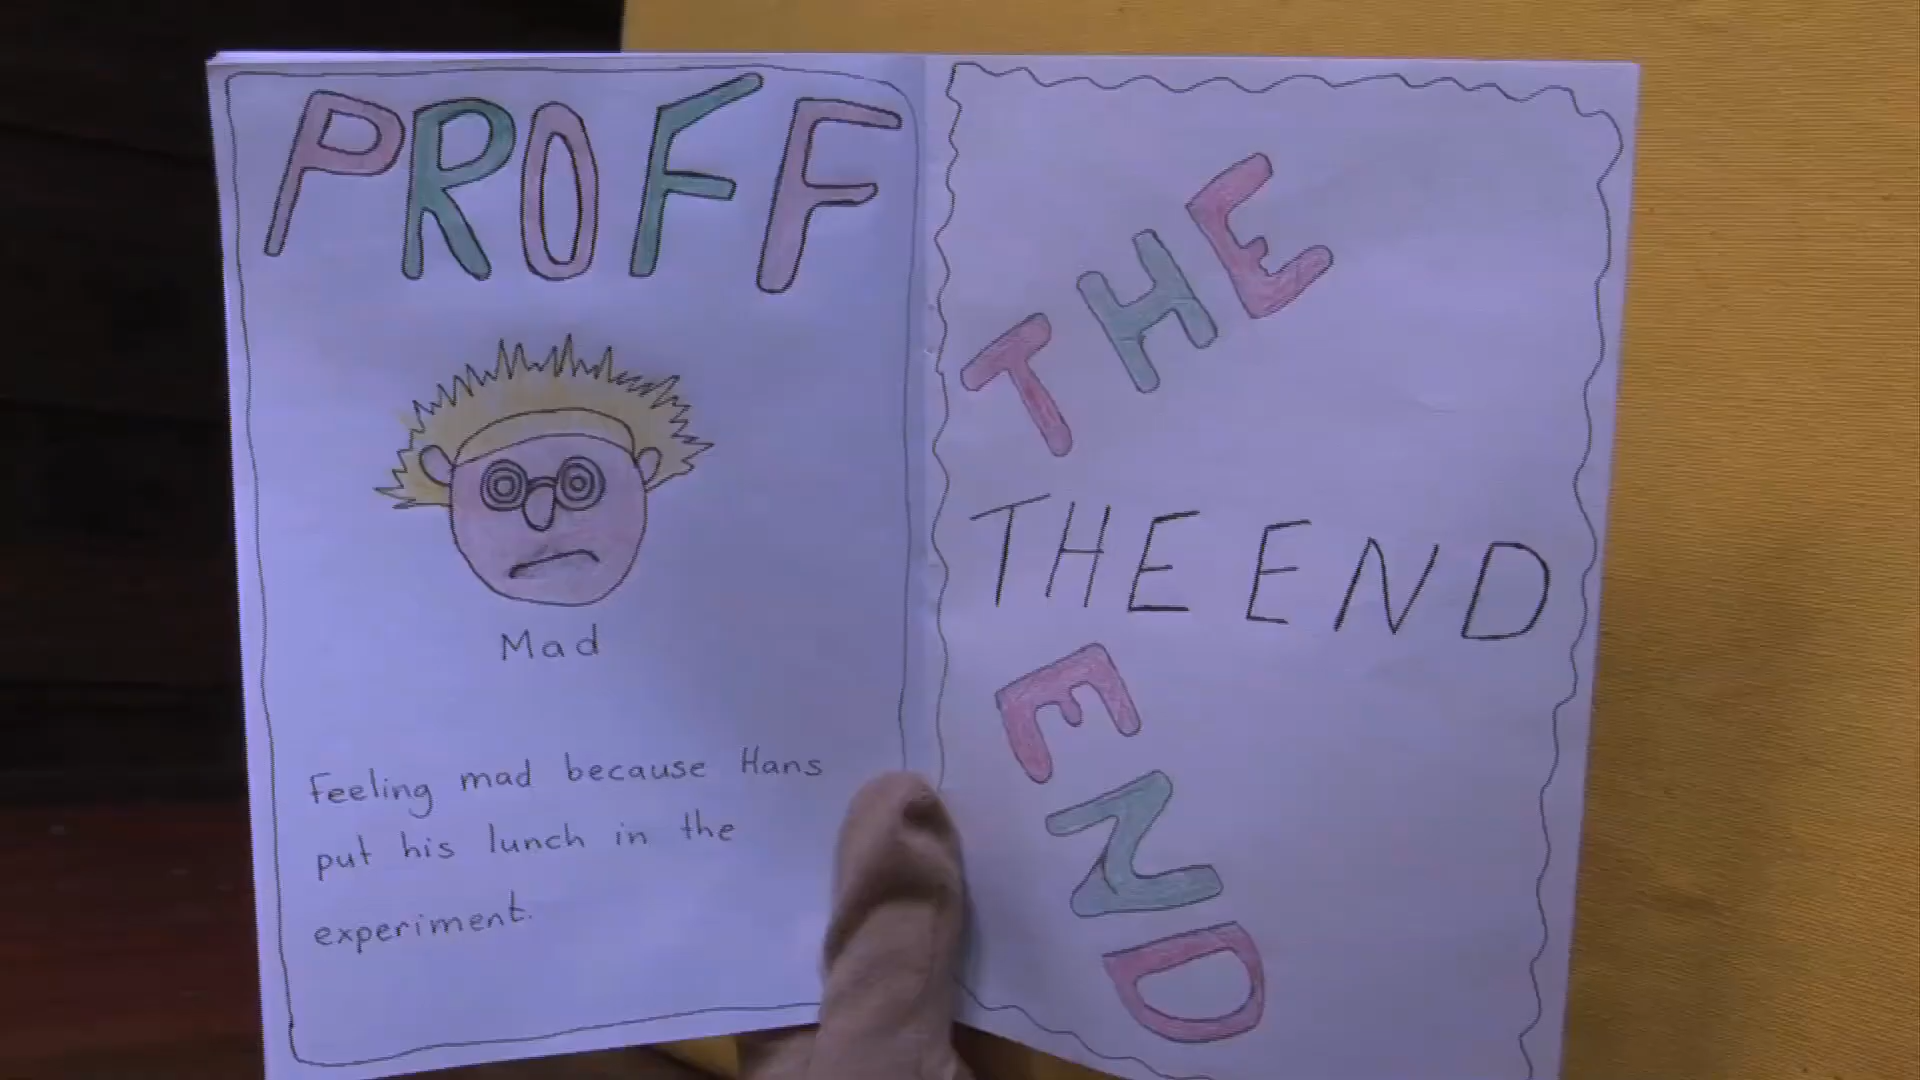 PROFF
Mad
Feeling mad because Hans
put his lunch in the
experiment.
THE
THE END
END